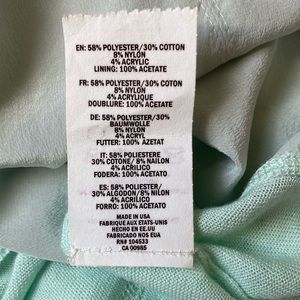 EN: 58% POLYESTER/30% COTTON
8% NYLON
4% ACRYLIC
LINING: 100% ACETATE
FR: 58% POLYESTER/30% COTON
8% NYLON
4% ACRYLIQUE
DOUBLURE: 100% ACETATE
DE: 58% POLYESTER/30%
BAUMWOLLE
8% NYLON
4% ACRYL
FUTTER: 100% AZETAT
IT: 58% POLIESTERE
30% COTONE/ 8% NAILON
4% ACRILICO
FODERA: 100% ACETATO
ES: 58% POLIESTER/
30% ALGODON/ 8% NILON
4% ACRILICO
FORRO: 100% ACETATO
MADE IN USA
FABRIQUE AUX ETATS-UNIS
HECHO EN EE.UU
FABRICADO NOS EUA
RN# 104533
CA 00985